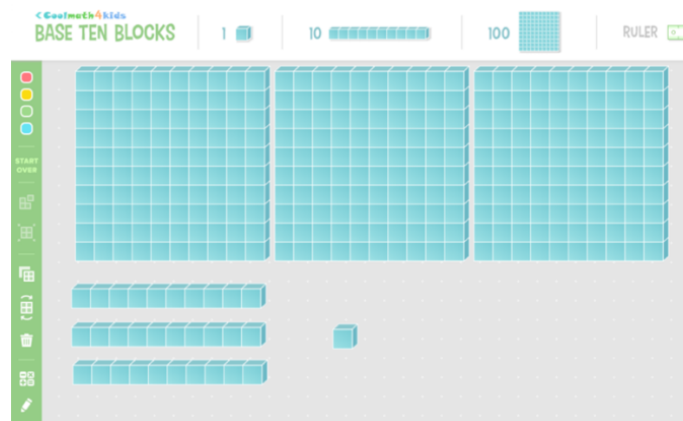 Coolmath4kids
BASE TEN BLOCKS
1
10
100
RULER
START
OVER